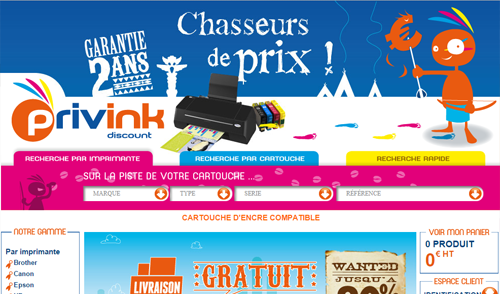 Chasseurs
de prix !
GARANTIE
2 ANS
privink
discount
RECHERCHE PAR IMPRIMANTE
RECHERCHE PAR CARTOUCHE
RECHERCHE RAPIDE
SUR LA PISTE DE VOTRE CARTOUCHE ...
MARQUE
TYPE
SERIE
RÉFÉRENCE
CARTOUCHE D'ENCRE COMPATIBLE
NOTRE GAMME
Par imprimante
Brother
Canon
Epson
LIVRAISON
GRATUIT
WANTED
JUSQU'A
VOIR MON PANIER
0 PRODUIT
0 € HT
ESPACE CLIENT